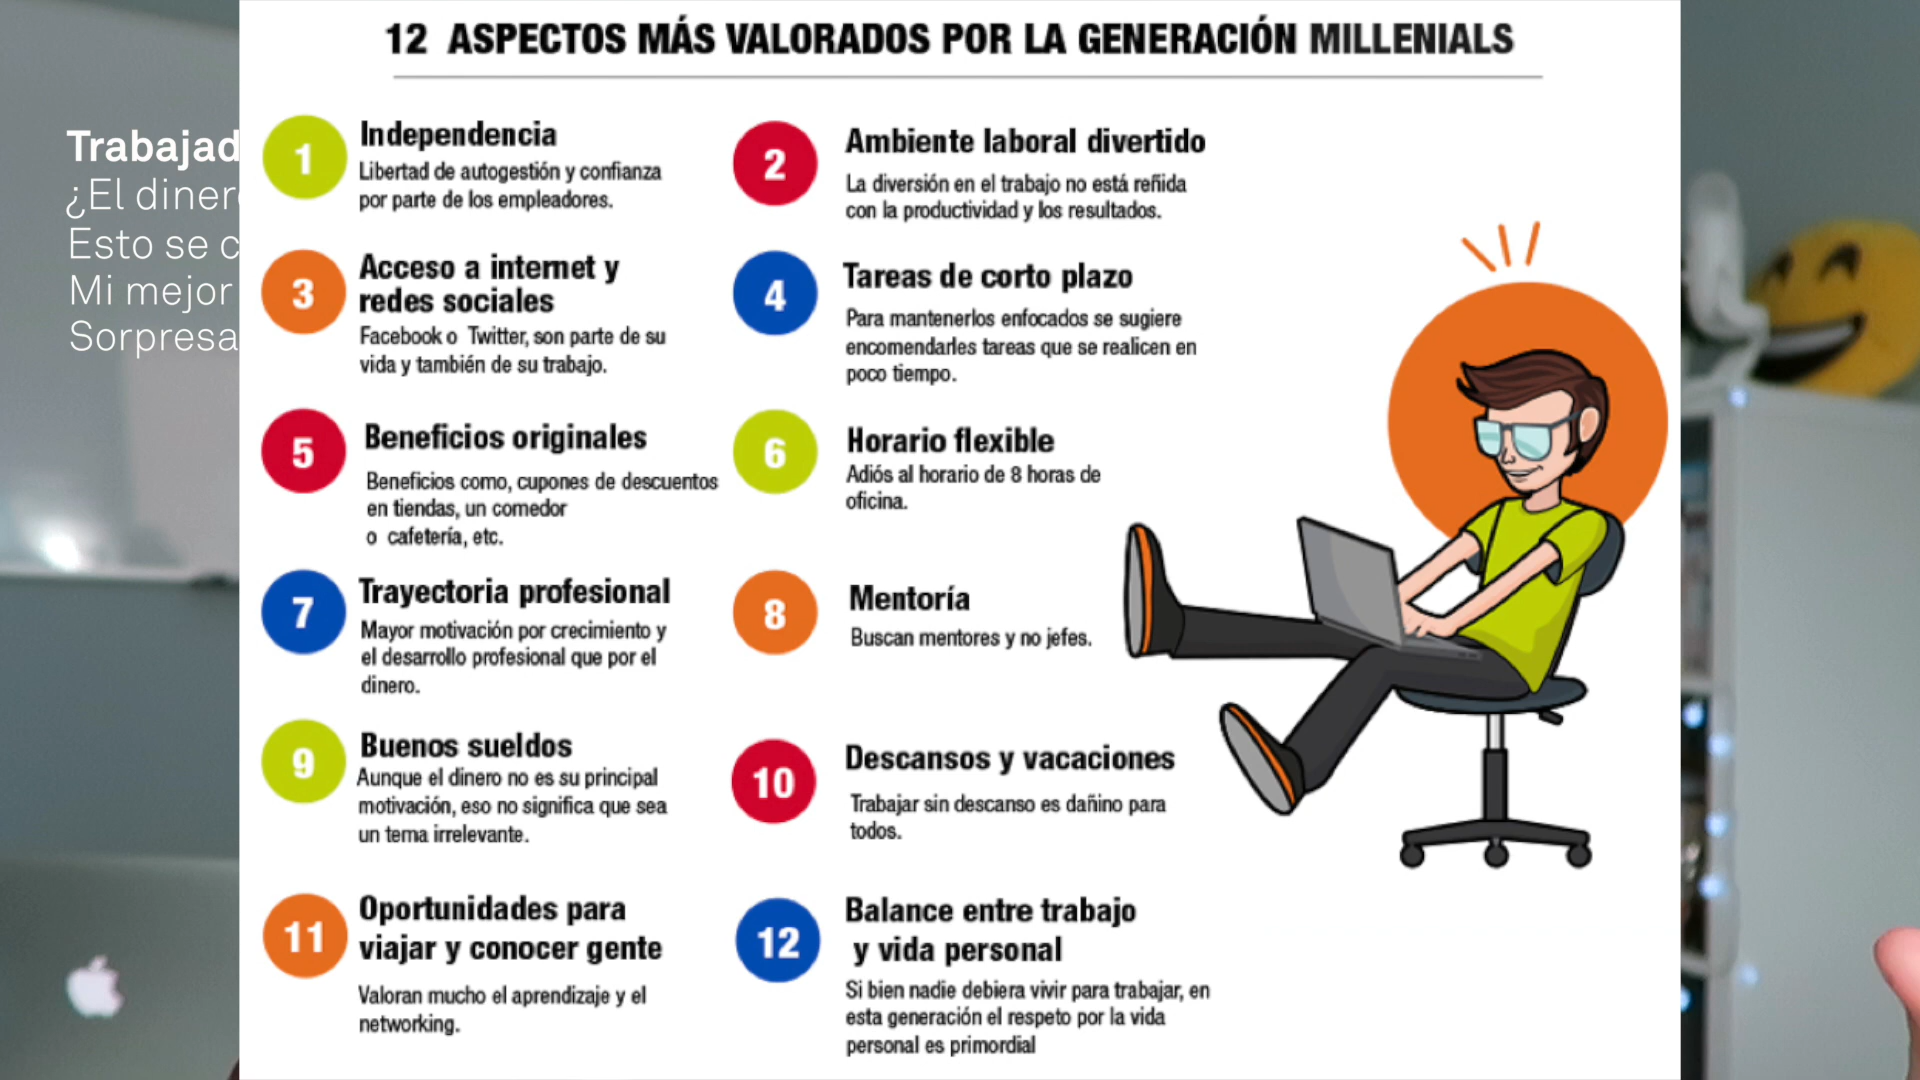 12 ASPECTOS MÁS VALORADOS POR LA GENERACIÓN MILLENIALS
Trabajad
¿El diner
Esto se c
Mi mejor
Sorpresa
1
Independencia
Libertad de autogestión y confianza
por parte de los empleadores.
2
Ambiente laboral divertido
La diversión en el trabajo no está reñida
con la productividad y los resultados.
3
Acceso a internet y
redes sociales
Facebook o Twitter, son parte de su
vida y también de su trabajo.
4
Tareas de corto plazo
Para mantenerlos enfocados se sugiere
encomendarles tareas que se realicen en
poco tiempo.
5
Beneficios originales
Beneficios como, cupones de descuentos
en tiendas, un comedor
o cafetería, etc.
6
Horario flexible
Adiós al horario de 8 horas de
oficina.
7
Trayectoria profesional
Mayor motivación por crecimiento y
el desarrollo profesional que por el
dinero.
8
Mentoría
Buscan mentores y no jefes.
9
Buenos sueldos
Aunque el dinero no es su principal
motivación, eso no significa que sea
un tema irrelevante.
10
Descansos y vacaciones
Trabajar sin descanso es dañino para
todos.
11
Oportunidades para
viajar y conocer gente
Valoran mucho el aprendizaje y el
networking.
12
Balance entre trabajo
y vida personal
Si bien nadie debiera vivir para trabajar, en
esta generación el respeto por la vida
personal es primordial